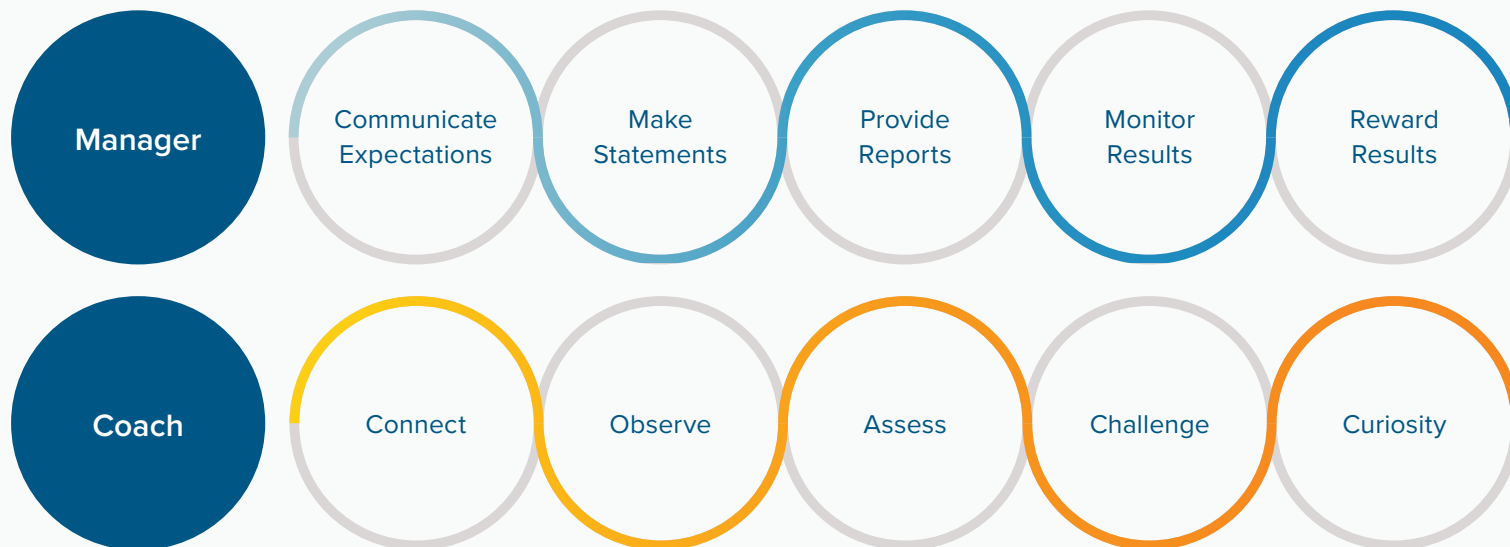 Manager
Communicate
Expectations
Make
Statements
Provide
Reports
Monitor
Results
Reward
Results
Coach
Connect
Observe
Assess
Challenge
Curiosity